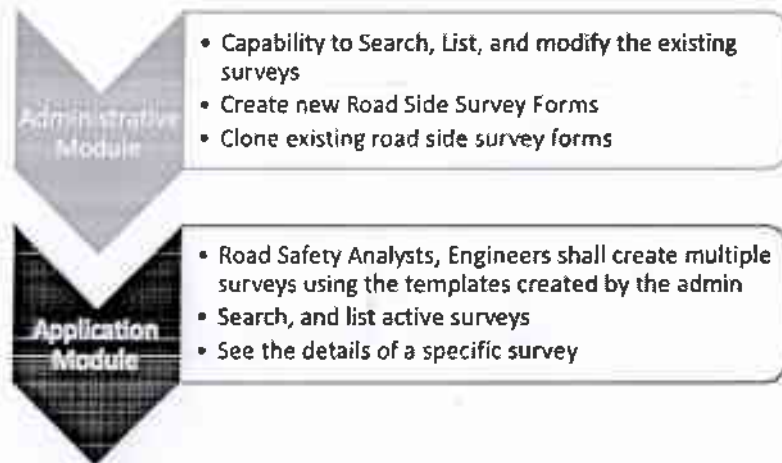 Administrative
Module
• Capability to Search, List, and modify the existing
surveys
• Create new Road Side Survey Forms
• Clone existing road side survey forms
Application
Module
• Road Safety Analysts, Engineers shall create multiple
surveys using the templates created by the admin
• Search, and list active surveys
• See the details of a specific survey